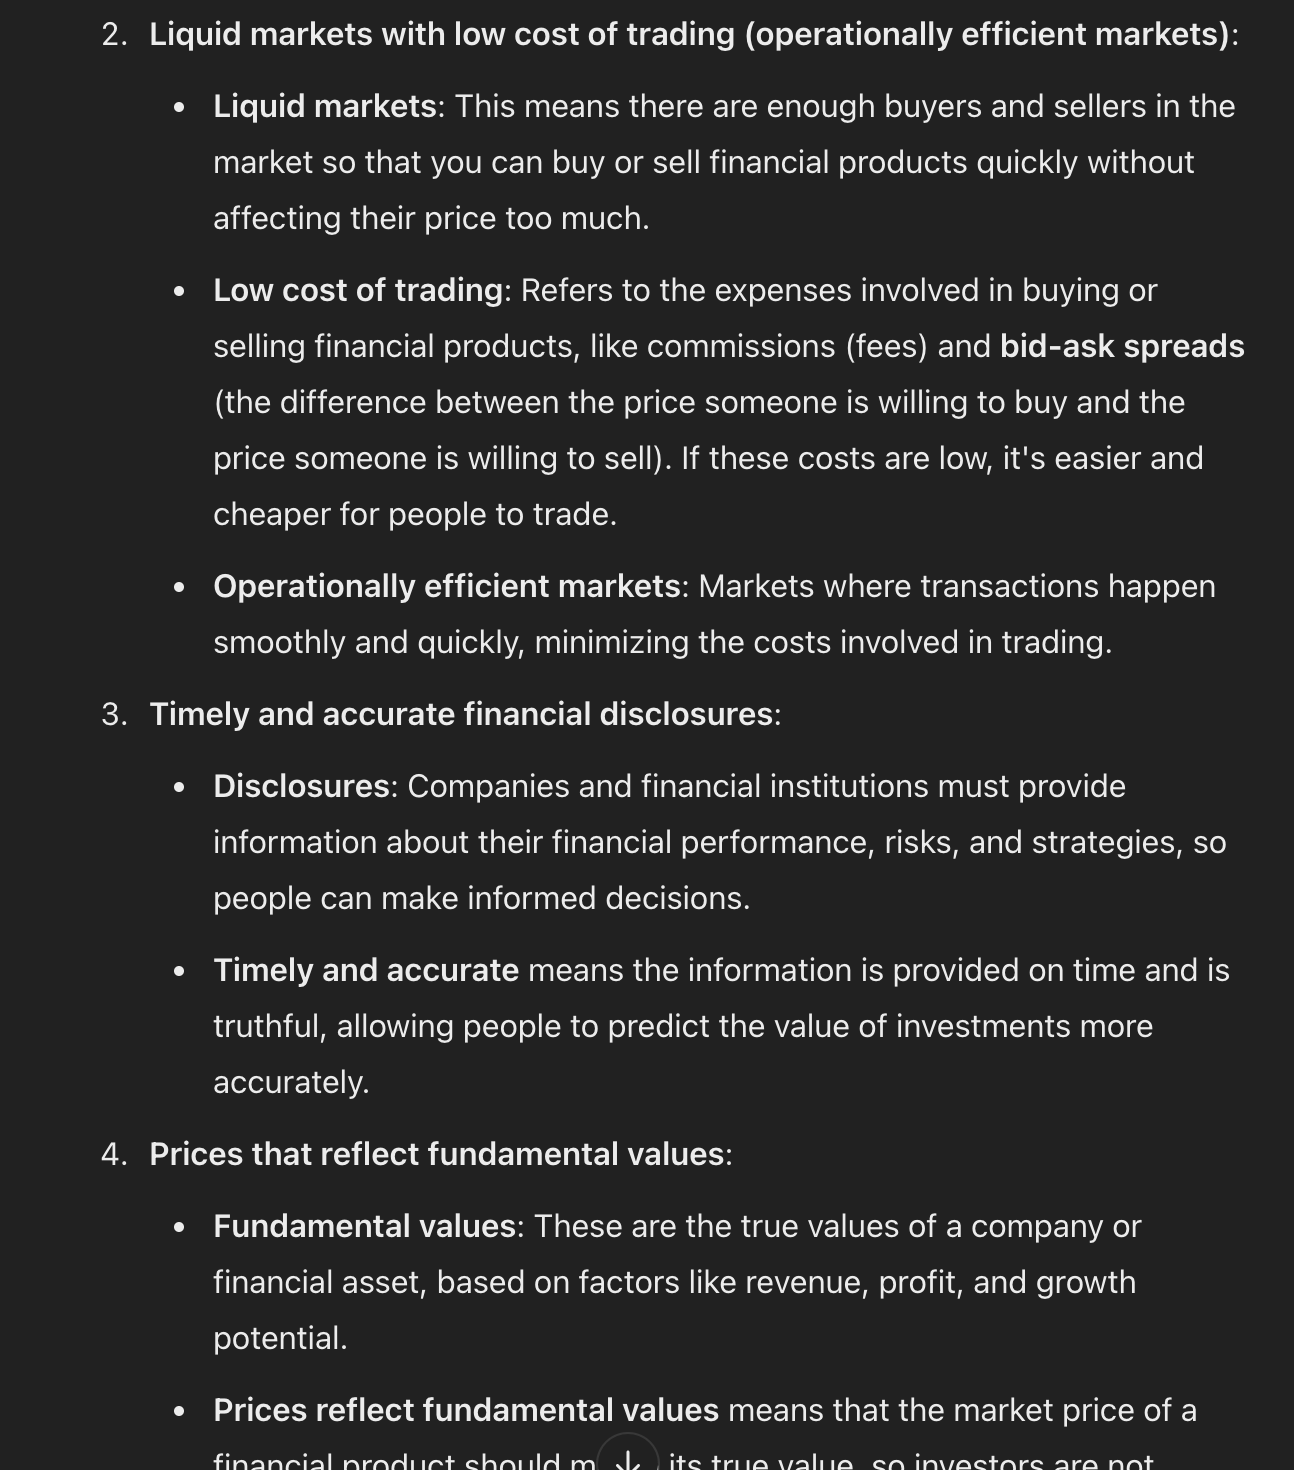 2. Liquid markets with low cost of trading (operationally efficient markets):
• Liquid markets: This means there are enough buyers and sellers in the
market so that you can buy or sell financial products quickly without
affecting their price too much.
• Low cost of trading: Refers to the expenses involved in buying or
selling financial products, like commissions (fees) and bid-ask spreads
(the difference between the price someone is willing to buy and the
price someone is willing to sell). If these costs are low, it's easier and
cheaper for people to trade.
• Operationally efficient markets: Markets where transactions happen
smoothly and quickly, minimizing the costs involved in trading.
3. Timely and accurate financial disclosures:
• Disclosures: Companies and financial institutions must provide
information about their financial performance, risks, and strategies, so
people can make informed decisions.
• Timely and accurate means the information is provided on time and is
truthful, allowing people to predict the value of investments more
accurately.
4. Prices that reflect fundamental values:
• Fundamental values: These are the true values of a company or
financial asset, based on factors like revenue, profit, and growth
potential.
• Prices reflect fundamental values means that the market price of a
financial product should its true value, so investors are not